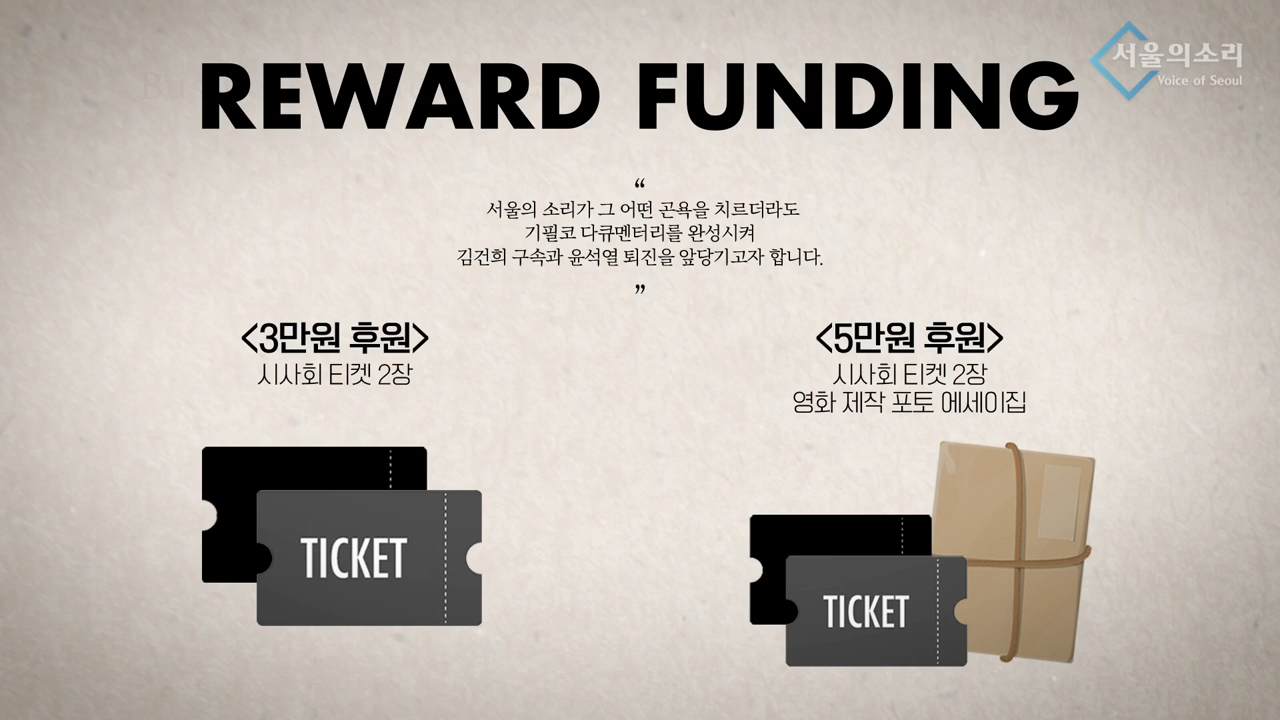 서울의소리
Voice of Seoul
REWARD FUNDING
“
서울의 소리가 그 어떤 곤욕을 치르더라도
기필코 다큐멘터리를 완성시켜
김건희 구속과 윤석열 퇴진을 앞당기고자 합니다.
”
<3만원 후원>
시사회 티켓 2장
<5만원 후원>
시사회 티켓 2장
영화 제작 포토 에세이집
TICKET
TICKET